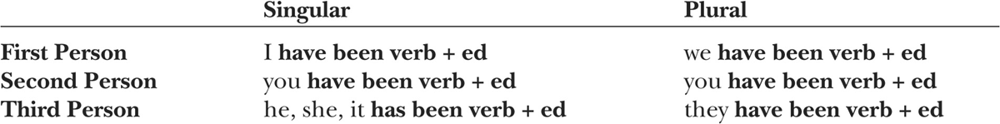 Singular Plural
First Person I have been verb + ed we have been verb + ed
Second Person you have been verb + ed you have been verb + ed
Third Person he, she, it has been verb + ed they have been verb + ed